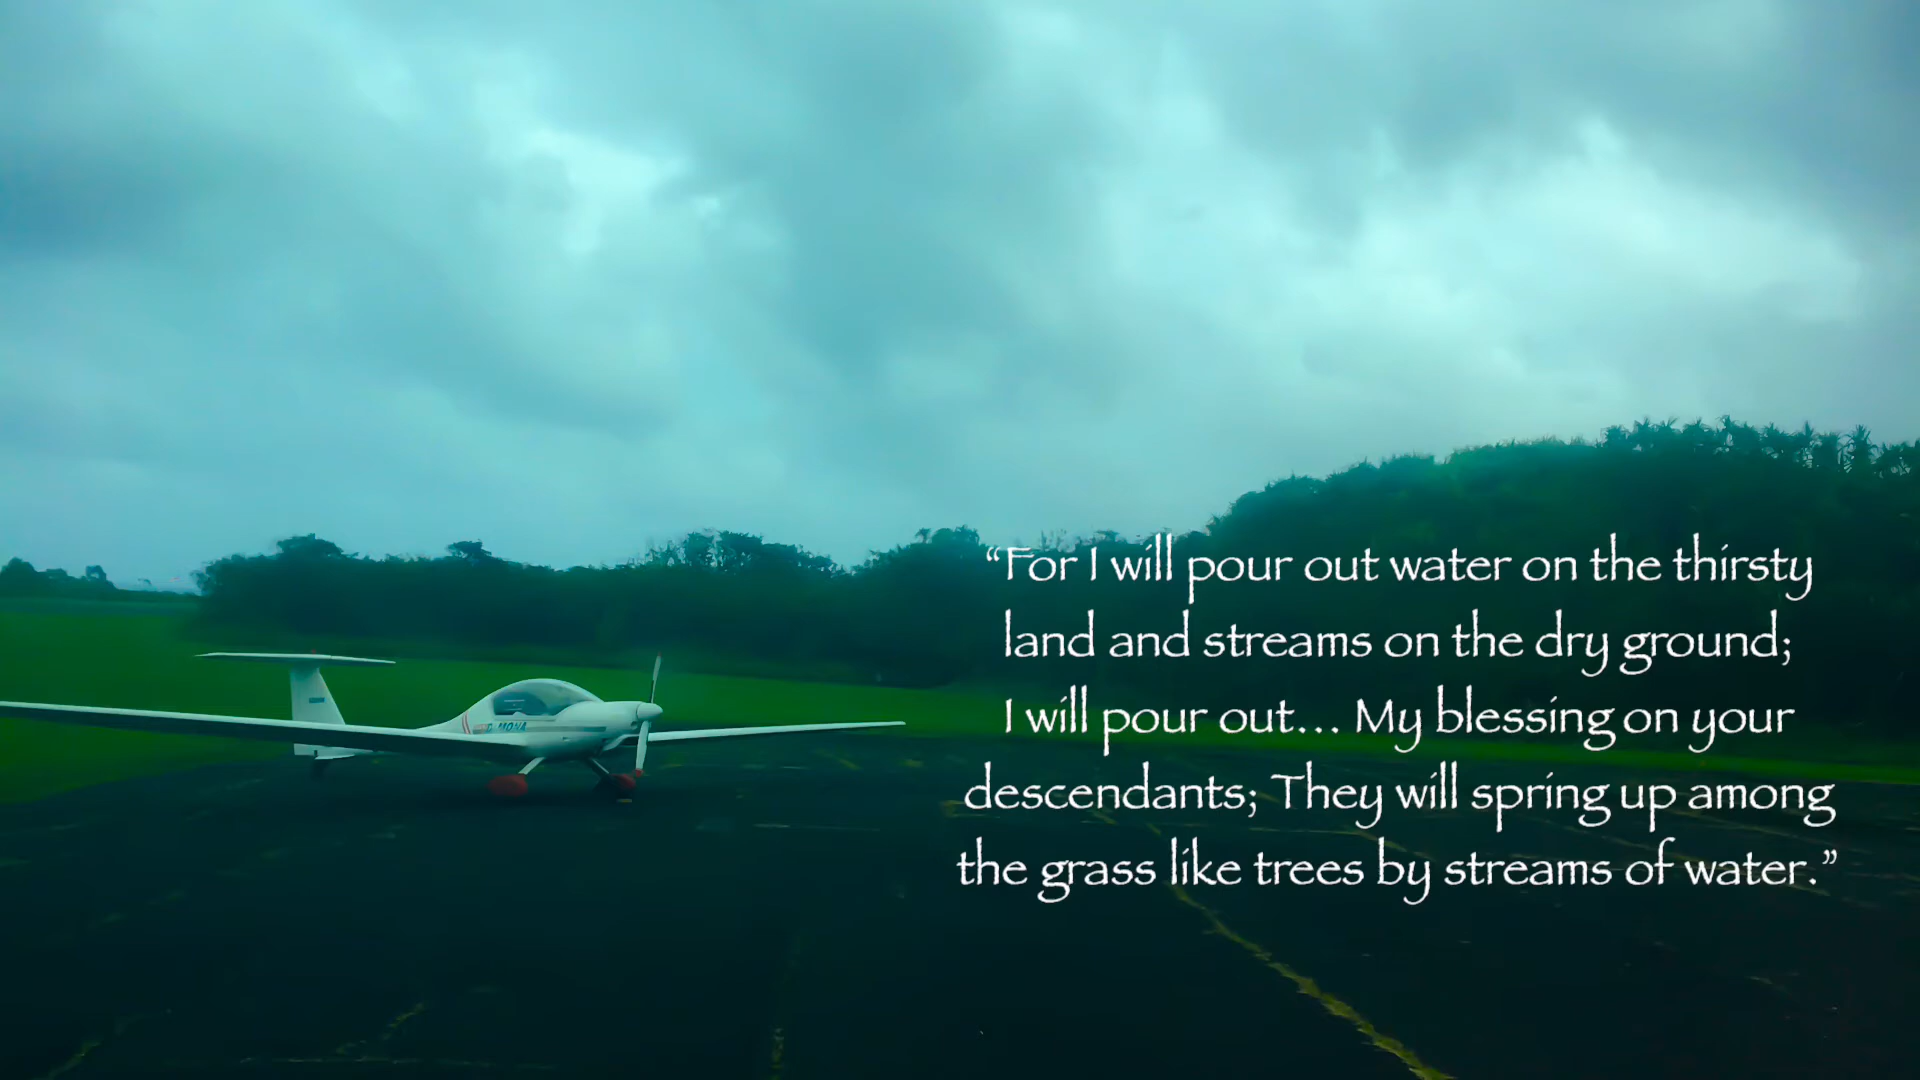 “For I will pour out water on the thirsty
land and streams on the dry ground;
I will pour out... My blessing on your
descendants; They will spring up among
the grass like trees by streams of water.”